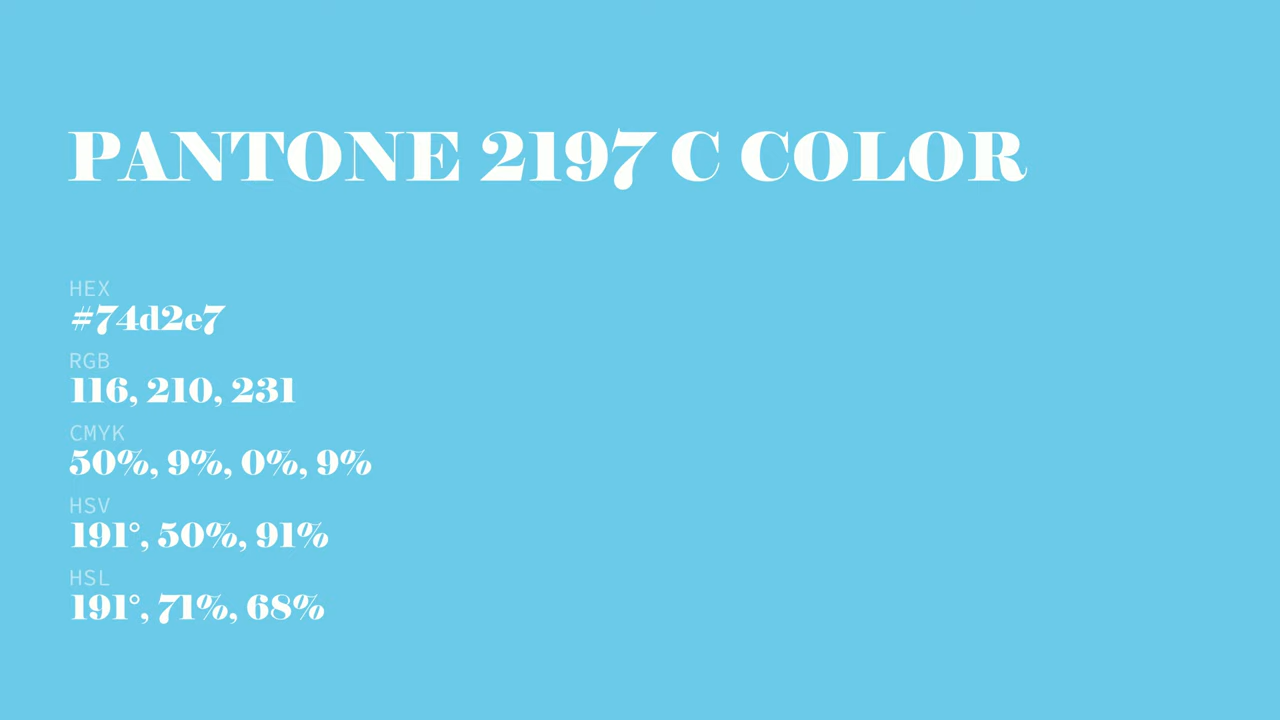 PANTONE 2197 C COLOR
HEX
#74d2e7
RGB
116, 210, 231
CMYK
50%, 9%, 0%, 9%
HSV
191°, 50%, 91%
HSL
191°, 71%, 68%